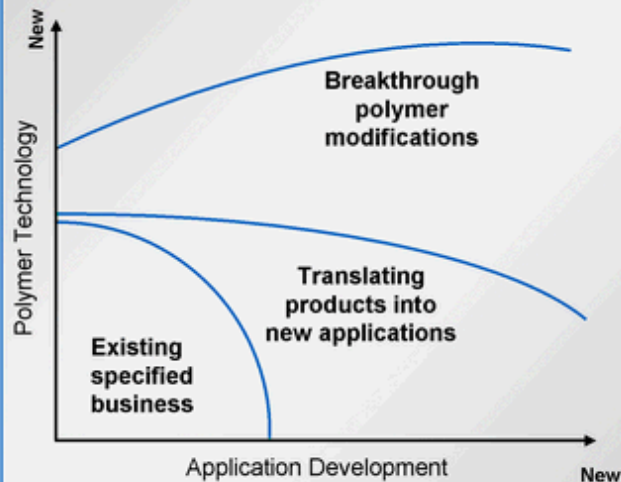 New
Polymer Technology
Breakthrough
polymer
modifications
Translating
products into
new applications
Existing
specified
business
Application Development
New